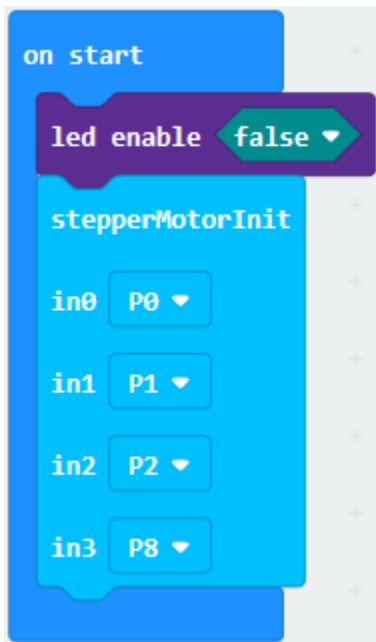 on start
led enable false
stepperMotorInit
in0 P0
in1 P1
in2 P2
in3 P8